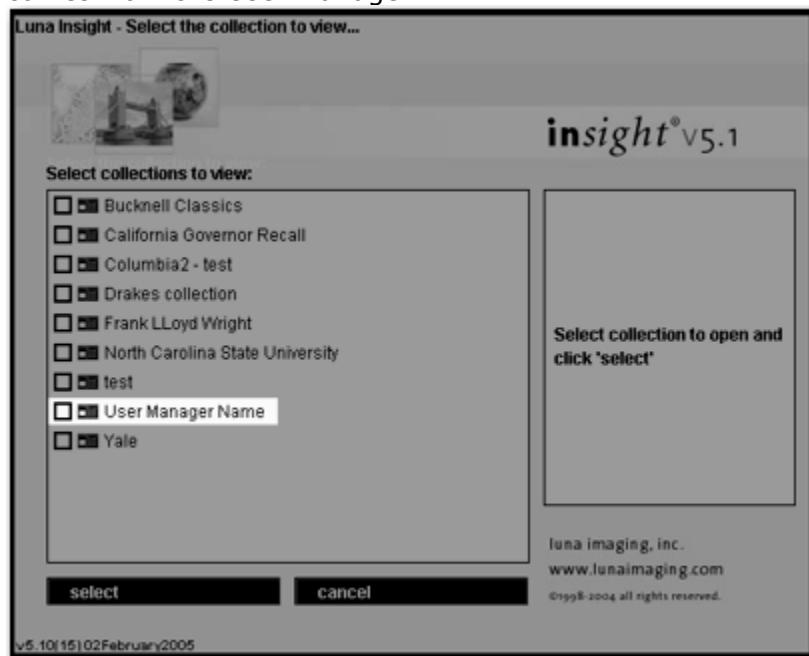 Luna Insight - Select the collection to view...
insight® v5.1
Select collections to view:
Bucknell Classics
California Governor Recall
Columbia2 - test
Drakes collection
Frank LLoyd Wright
North Carolina State University
test
User Manager Name
Yale
Select collection to open and
click 'select'
luna imaging, inc.
www.lunaimaging.com
©1998-2004 all rights reserved.
select
cancel
v5.10(15) 02February2005